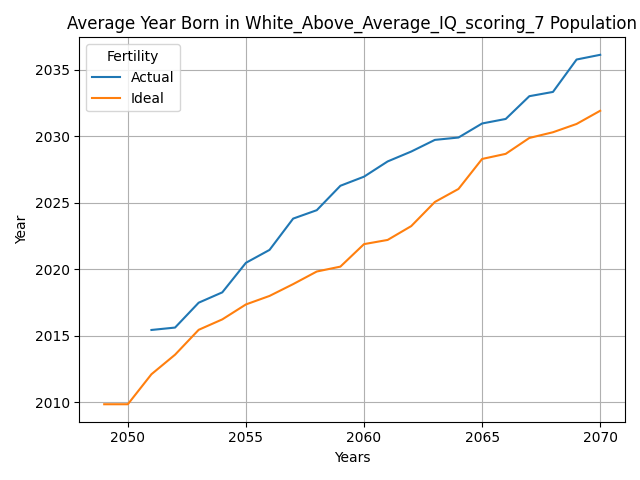 Average Year Born in White_Above_Average_IQ_scoring_7 Population
Fertility
Actual
Ideal
Year
2035
2030
2025
2020
2015
2010
2050 2055 2060 2065 2070
Years